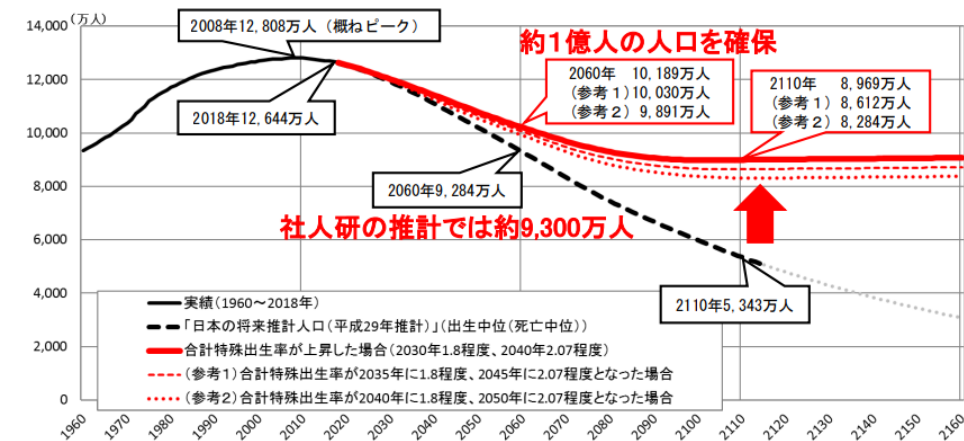 (万人)
14,000
12,000
10,000
8,000
6,000
4,000
2,000
0
2008年12,808万人（概ねピーク）
2018年12,644万人
約1億人の人口を確保
2060年　10,189万人
（参考１）10,030万人
（参考２）　9,891万人
2110年　8,969万人
（参考１）8,612万人
（参考２）8,284万人
2060年9,284万人
社人研の推計では約9,300万人
2110年5,343万人
実績（1960～2018年）
「日本の将来推計人口（平成29年推計）」（出生中位（死亡中位））
合計特殊出生率が上昇した場合（2030年1.8程度、2040年2.07程度）
（参考１）合計特殊出生率が2035年に1.8程度、2045年に2.07程度となった場合
（参考２）合計特殊出生率が2040年に1.8程度、2050年に2.07程度となった場合
1960 1970 1980 1990 2000 2010 2020 2030 2040 2050 2060 2070 2080 2090 2100 2110 2120 2130 2140 2150 2160